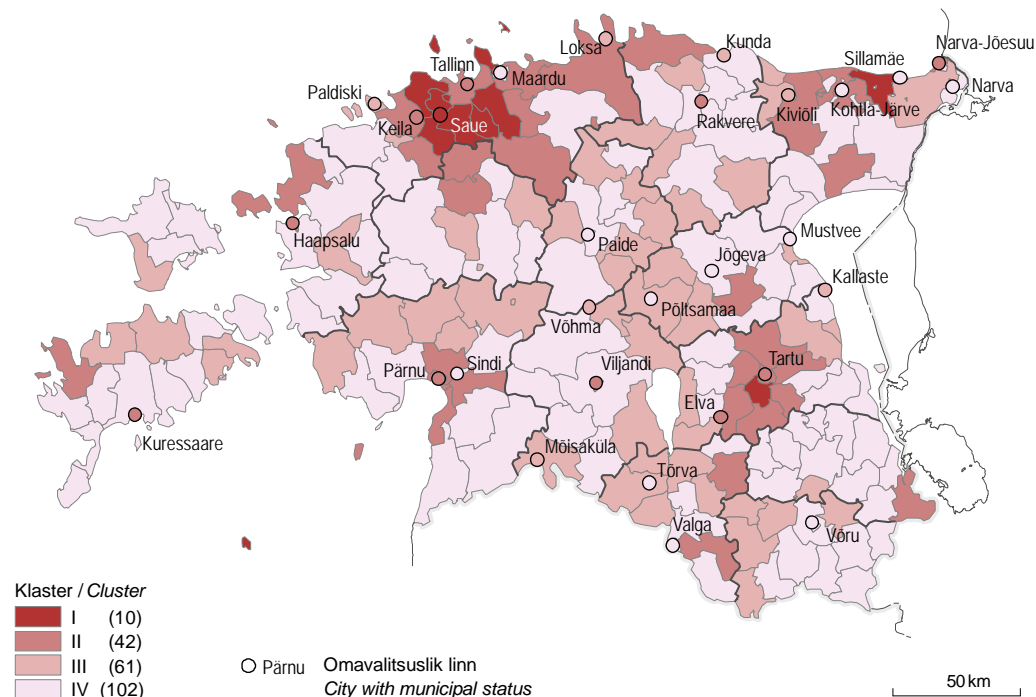 Loksa
Kunda
Narva-Jõesuu
Sillamäe
Tallinn
Maardu
Narva
Paldiski
Keila
Saue
Rakvere
Kiviõli
Kohtla-Järve
Haapsalu
Paide
Mustvee
Jõgeva
Kallaste
Põltsamaa
Võhma
Pärnu
Sindi
Viljandi
Tartu
Elva
Kuressaare
Mõisaküla
Tõrva
Valga
Võru
Klaster / Cluster
I (10)
II (42)
III (61)
IV (102)
Pärnu Omavalitsuslik linn
City with municipal status
50 km